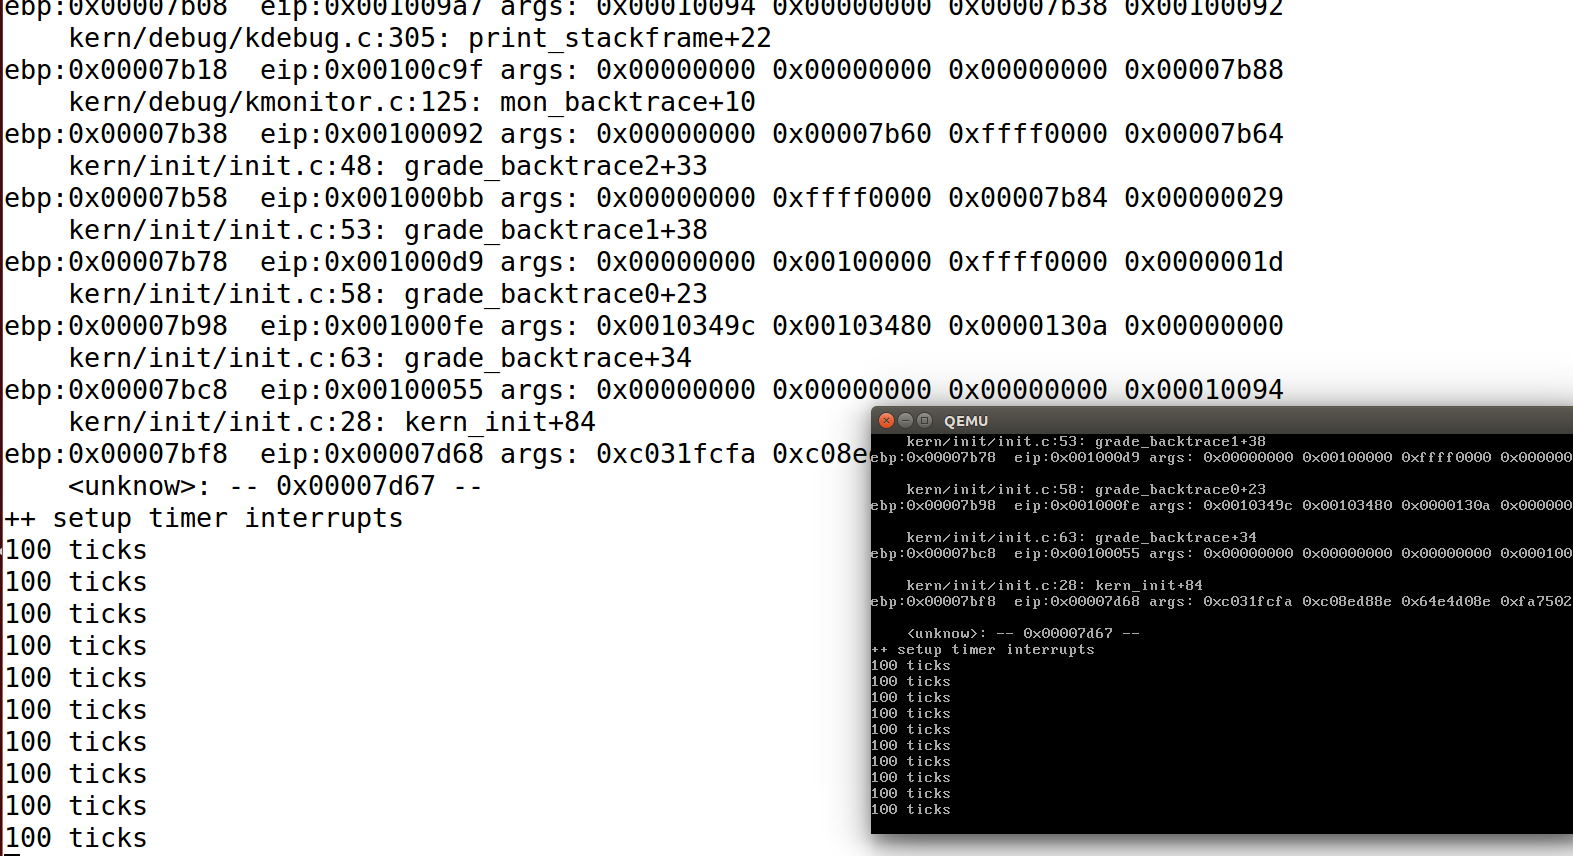 ebp:0x00007b08  eip:0x001009a7 args: 0x00010094 0x00000000 0x00007b38 0x00100092
    kern/debug/kdebug.c:305: print_stackframe+22
ebp:0x00007b18  eip:0x00100c9f args: 0x00000000 0x00000000 0x00000000 0x00007b88
    kern/debug/kmonitor.c:125: mon_backtrace+10
ebp:0x00007b38  eip:0x00100092 args: 0x00000000 0x00007b60 0xffff0000 0x00007b64
    kern/init/init.c:48: grade_backtrace2+33
ebp:0x00007b58  eip:0x001000bb args: 0x00000000 0xffff0000 0x00007b84 0x00000029
    kern/init/init.c:53: grade_backtrace1+38
ebp:0x00007b78  eip:0x001000d9 args: 0x00000000 0x00100000 0xffff0000 0x0000001d
    kern/init/init.c:58: grade_backtrace0+23
ebp:0x00007b98  eip:0x001000fe args: 0x0010349c 0x00103480 0x0000130a 0x00000000
    kern/init/init.c:63: grade_backtrace+34
ebp:0x00007bc8  eip:0x00100055 args: 0x00000000 0x00000000 0x00000000 0x00010094
    kern/init/init.c:28: kern_init+84
ebp:0x00007bf8  eip:0x00007d68 args: 0xc031fcfa 0xc08e
    <unknow>: -- 0x00007d67 --
++ setup timer interrupts
100 ticks
100 ticks
100 ticks
100 ticks
100 ticks
100 ticks
100 ticks
100 ticks
100 ticks
100 ticks
QEMU
    kern/init/init.c:53: grade_backtrace1+38
ebp:0x00007b78  eip:0x001000d9 args: 0x00000000 0x00100000 0xffff0000 0x000000
    kern/init/init.c:58: grade_backtrace0+23
ebp:0x00007b98  eip:0x001000fe args: 0x0010349c 0x00103480 0x0000130a 0x000000
    kern/init/init.c:63: grade_backtrace+34
ebp:0x00007bc8  eip:0x00100055 args: 0x00000000 0x00000000 0x00000000 0x000100
    kern/init/init.c:28: kern_init+84
ebp:0x00007bf8  eip:0x00007d68 args: 0xc031fcfa 0xc08ed88e 0x64e4d08e 0xfa7502
    <unknow>: -- 0x00007d67 --
++ setup timer interrupts
100 ticks
100 ticks
100 ticks
100 ticks
100 ticks
100 ticks
100 ticks
100 ticks
100 ticks
100 ticks